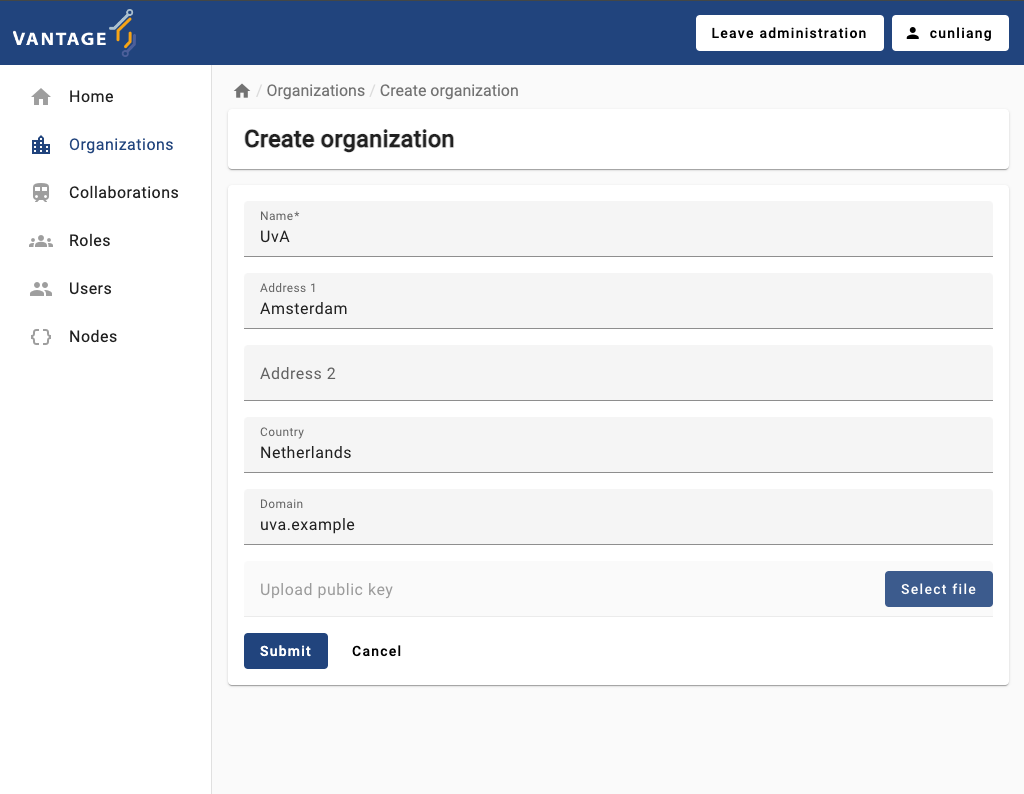 VANTAGE
Leave administration
cunliang
Home
Organizations
Collaborations
Roles
Users
Nodes
/ Organizations / Create organization
Create organization
Name*
UvA
Address 1
Amsterdam
Address 2
Country
Netherlands
Domain
uva.example
Upload public key
Select file
Submit
Cancel